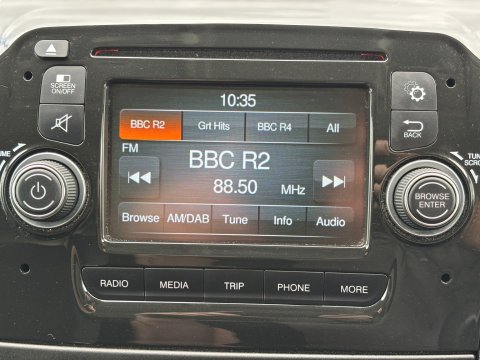 SCREEN
ON/OFF
10:35
BBC R2 Grt Hits BBC R4 All
FM
BBC R2
88.50 MHz
BACK
BROWSE
ENTER
Browse AM/DAB Tune Info Audio
RADIO MEDIA TRIP PHONE MORE